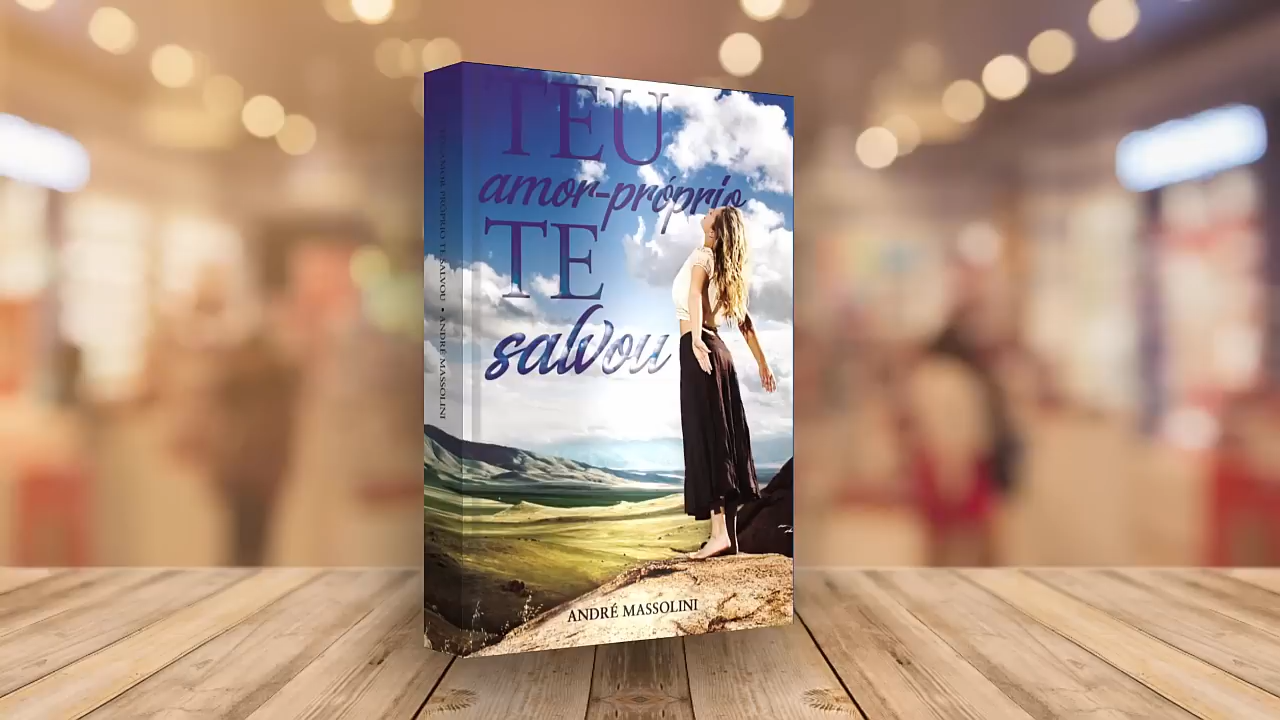 TEU
amor-próprio
TE
salvou
ANDRÉ MASSOLINI
TEU AMOR-PRÓPRIO TE SALVOU • ANDRÉ MASSOLINI